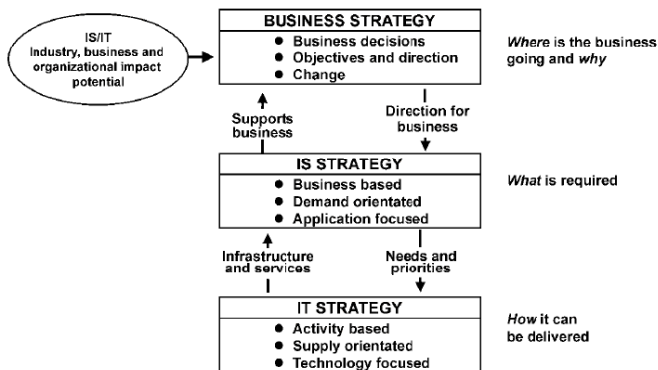 IS/IT
Industry, business and
organizational impact
potential
BUSINESS STRATEGY
● Business decisions
● Objectives and direction
● Change
Where is the business
going and why
Supports
business
Direction for
business
IS STRATEGY
● Business based
● Demand orientated
● Application focused
What is required
Infrastructure
and services
Needs and
priorities
IT STRATEGY
● Activity based
● Supply orientated
● Technology focused
How it can
be delivered